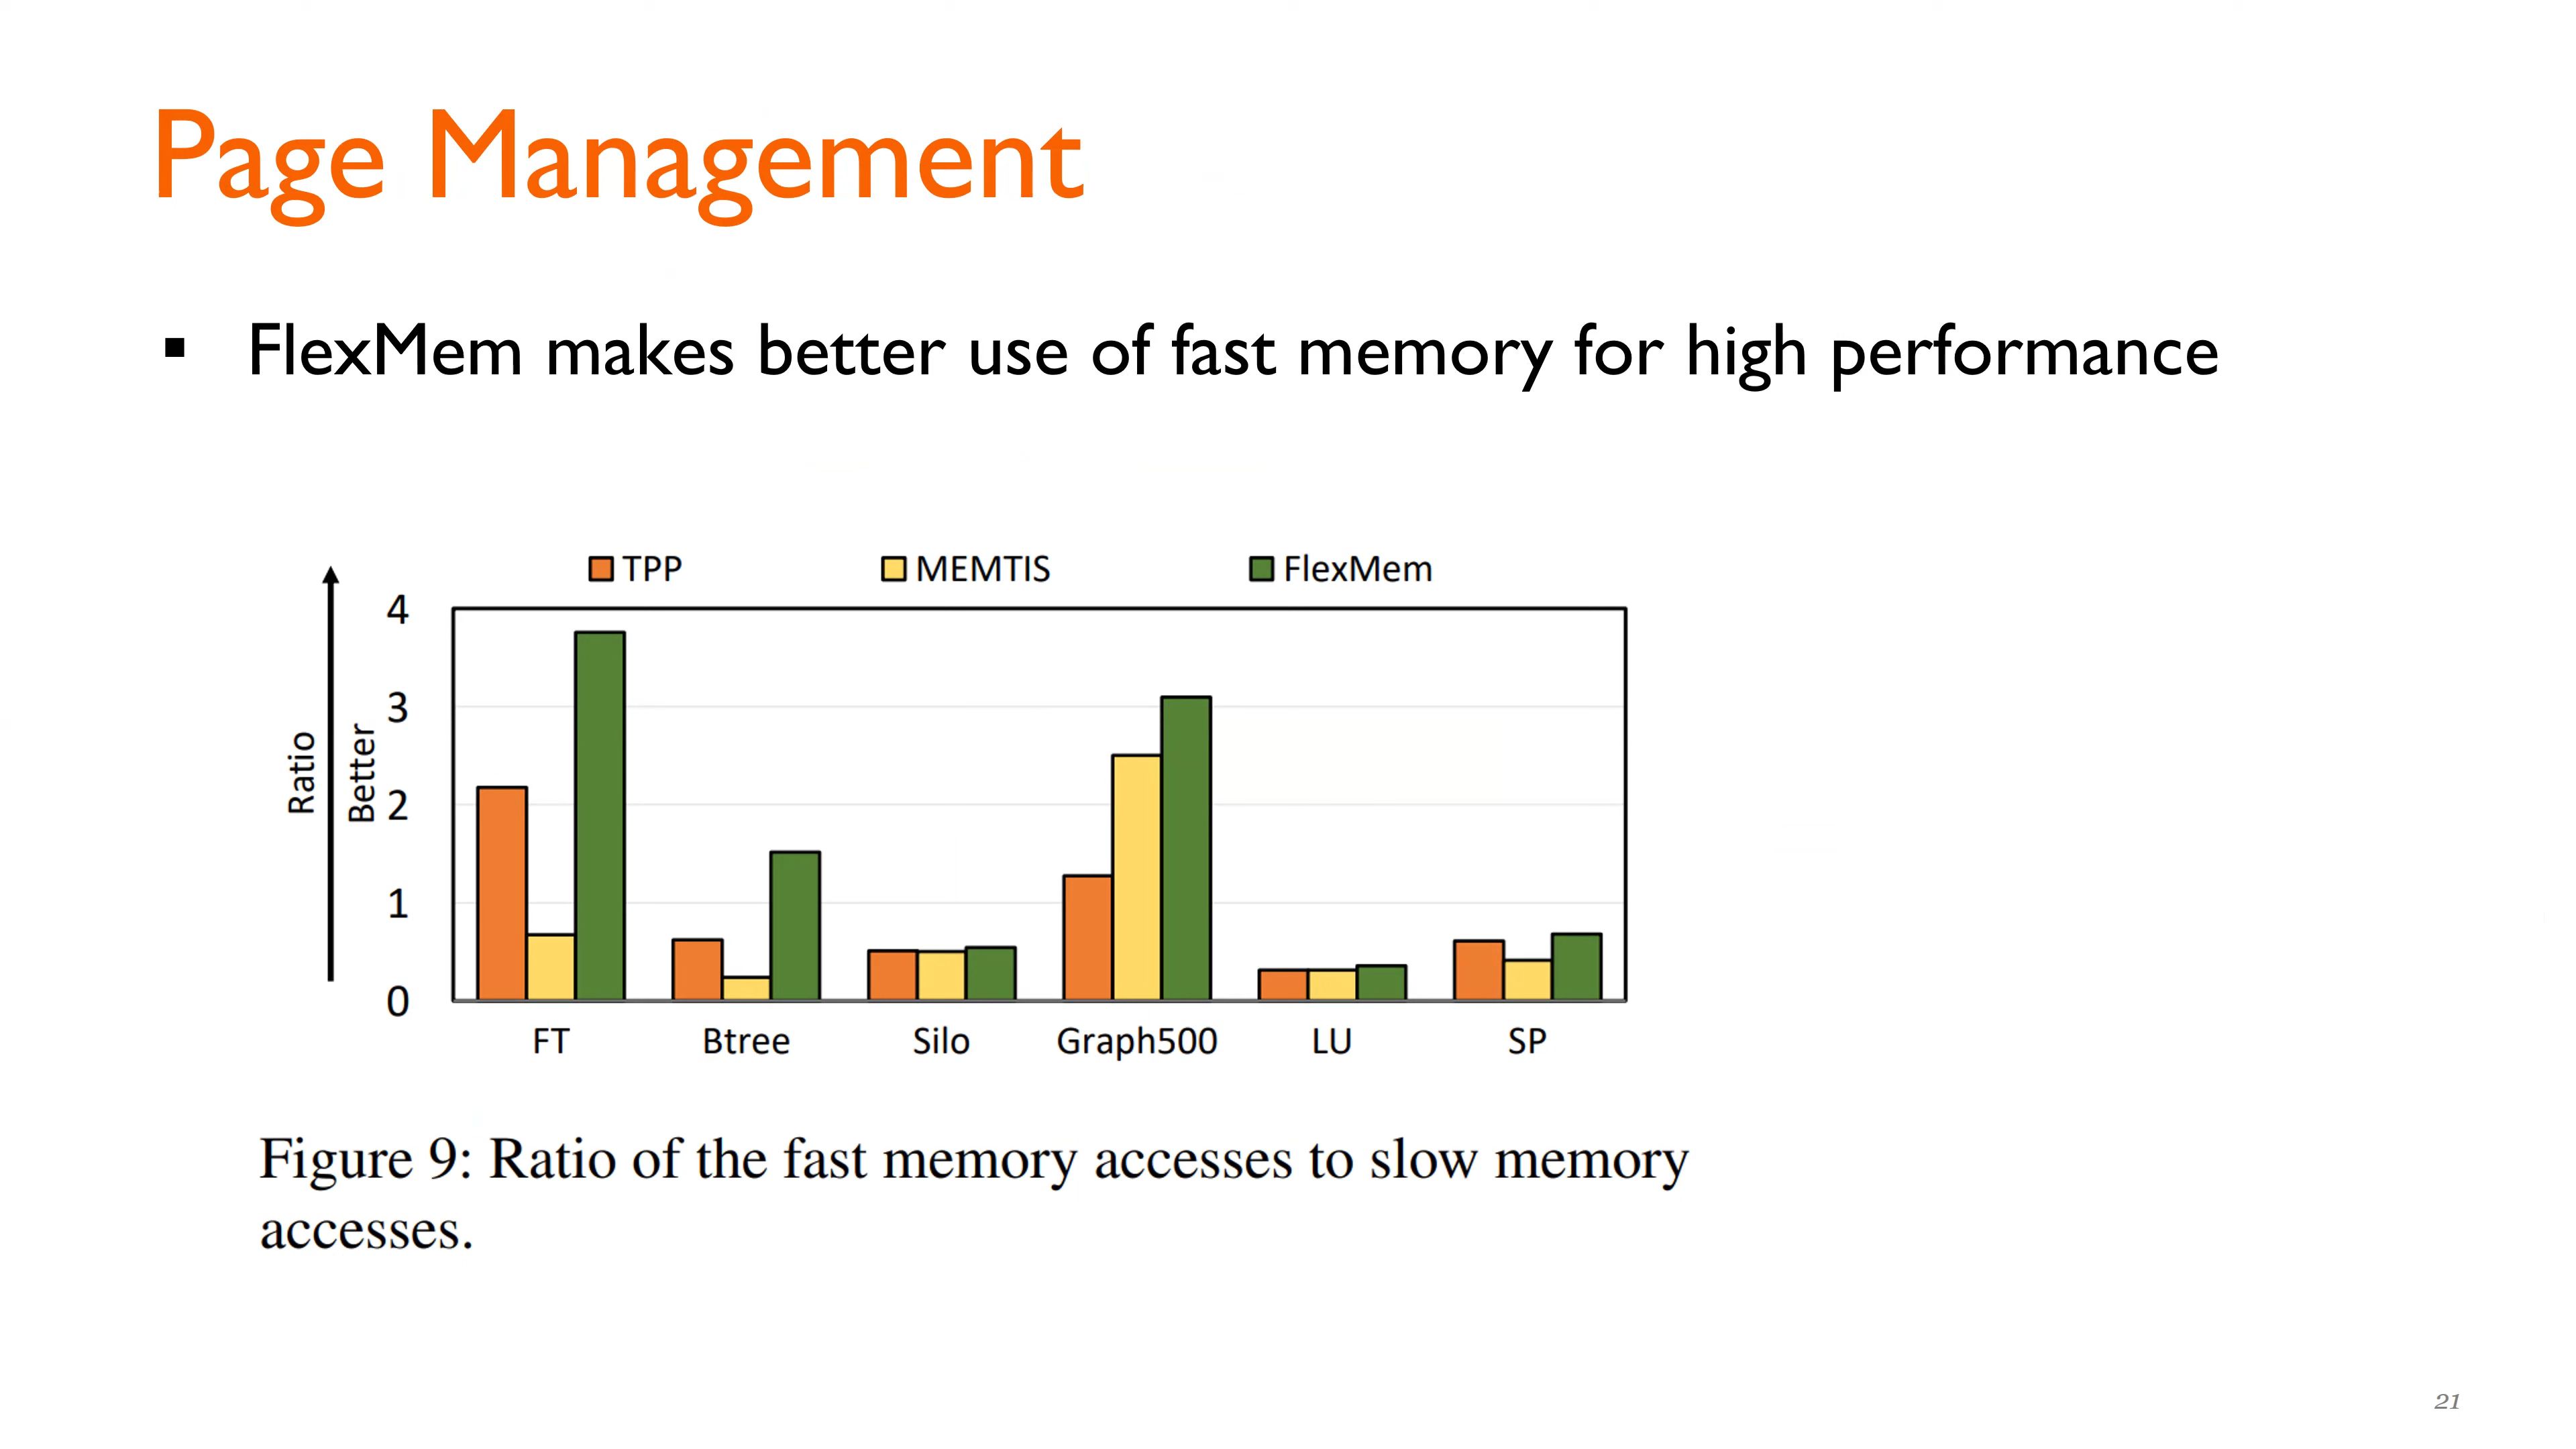 Page Management
▪ FlexMem makes better use of fast memory for high performance
TPP MEMTIS FlexMem
Ratio
Better
4
3
2
1
0
FT Btree Silo Graph500 LU SP
Figure 9: Ratio of the fast memory accesses to slow memory
accesses.
21